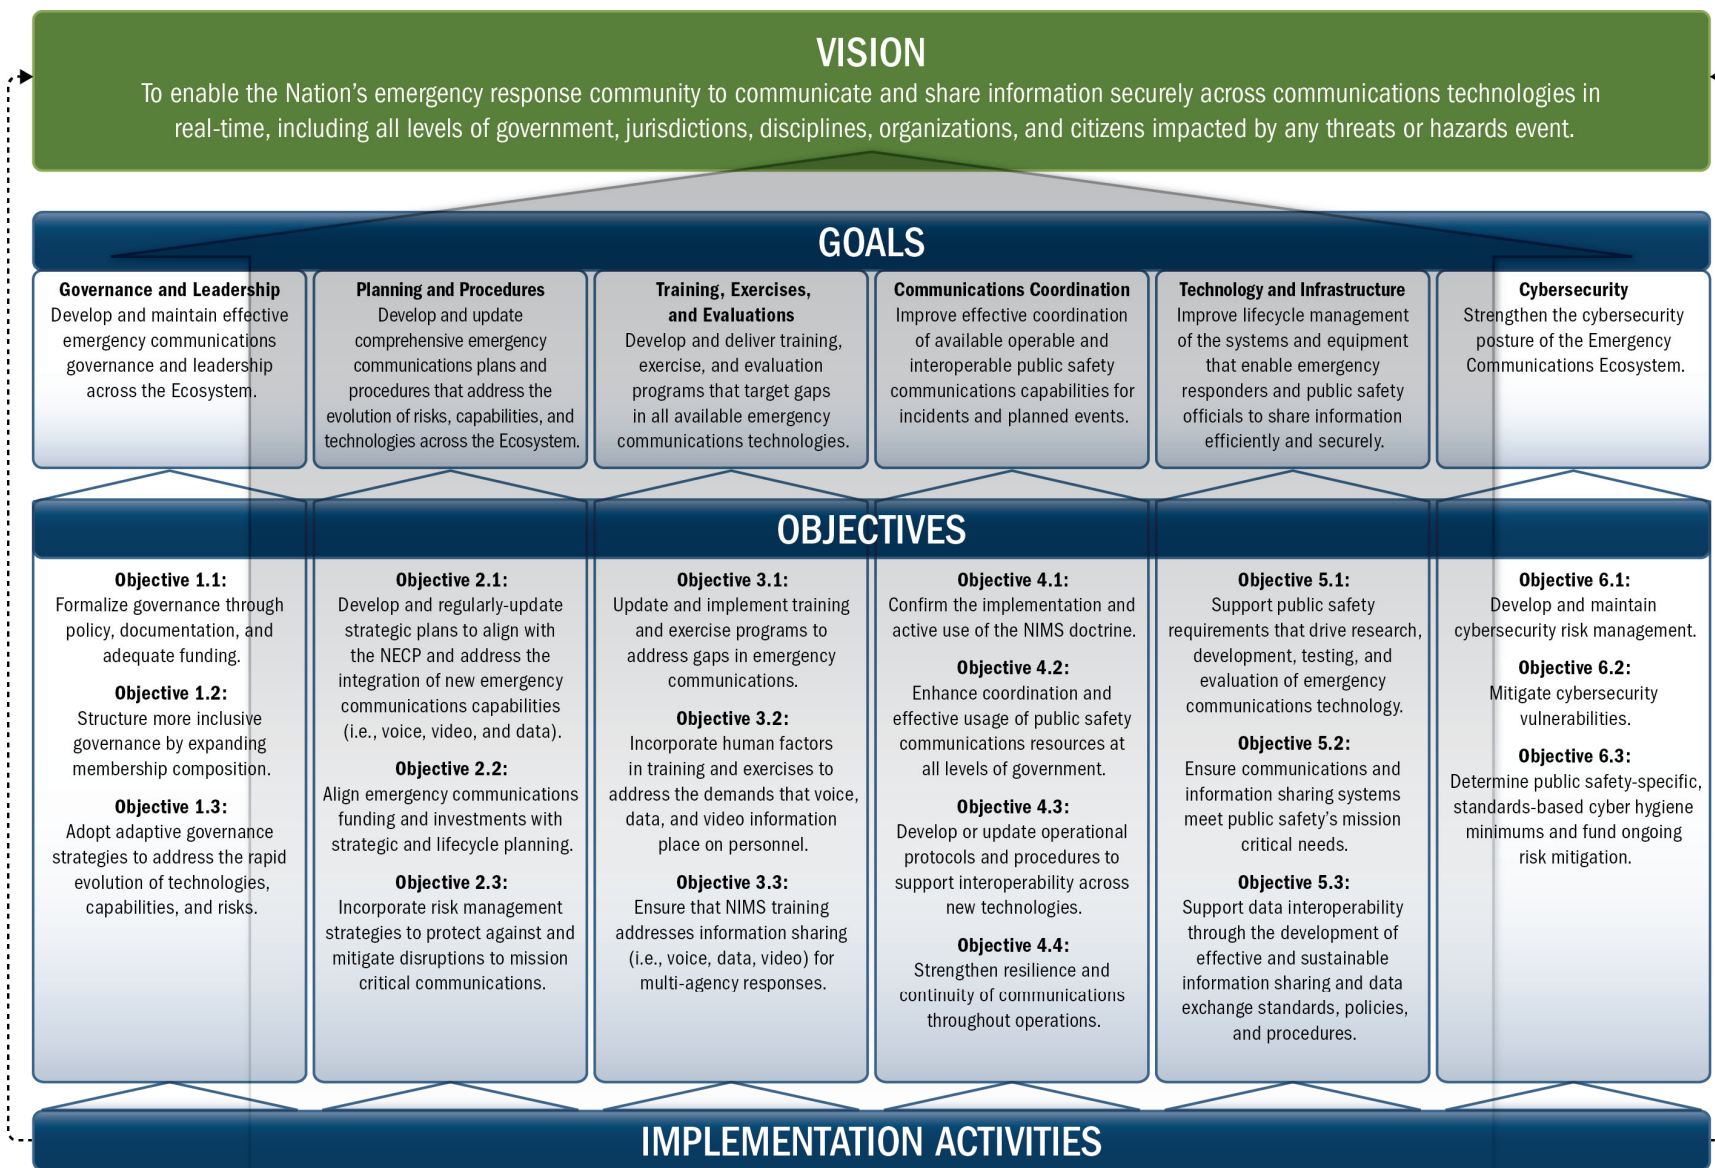 VISION
To enable the Nation’s emergency response community to communicate and share information securely across communications technologies in
real-time, including all levels of government, jurisdictions, disciplines, organizations, and citizens impacted by any threats or hazards event.
GOALS
Governance and Leadership
Develop and maintain effective
emergency communications
governance and leadership
across the Ecosystem.
Planning and Procedures
Develop and update
comprehensive emergency
communications plans and
procedures that address the
evolution of risks, capabilities, and
technologies across the Ecosystem.
Training, Exercises,
and Evaluations
Develop and deliver training,
exercise, and evaluation
programs that target gaps
in all available emergency
communications technologies.
Communications Coordination
Improve effective coordination
of available operable and
interoperable public safety
communications capabilities for
incidents and planned events.
Technology and Infrastructure
Improve lifecycle management
of the systems and equipment
that enable emergency
responders and public safety
officials to share information
efficiently and securely.
Cybersecurity
Strengthen the cybersecurity
posture of the Emergency
Communications Ecosystem.
OBJECTIVES
Objective 1.1:
Formalize governance through
policy, documentation, and
adequate funding.
Objective 1.2:
Structure more inclusive
governance by expanding
membership composition.
Objective 1.3:
Adopt adaptive governance
strategies to address the rapid
evolution of technologies,
capabilities, and risks.
Objective 2.1:
Develop and regularly-update
strategic plans to align with
the NECP and address the
integration of new emergency
communications capabilities
(i.e., voice, video, and data).
Objective 2.2:
Align emergency communications
funding and investments with
strategic and lifecycle planning.
Objective 2.3:
Incorporate risk management
strategies to protect against and
mitigate disruptions to mission
critical communications.
Objective 3.1:
Update and implement training
and exercise programs to
address gaps in emergency
communications.
Objective 3.2:
Incorporate human factors
in training and exercises to
address the demands that voice,
data, and video information
place on personnel.
Objective 3.3:
Ensure that NIMS training
addresses information sharing
(i.e., voice, data, video) for
multi-agency responses.
Objective 4.1:
Confirm the implementation and
active use of the NIMS doctrine.
Objective 4.2:
Enhance coordination and
effective usage of public safety
communications resources at
all levels of government.
Objective 4.3:
Develop or update operational
protocols and procedures to
support interoperability across
new technologies.
Objective 4.4:
Strengthen resilience and
continuity of communications
throughout operations.
Objective 5.1:
Support public safety
requirements that drive research,
development, testing, and
evaluation of emergency
communications technology.
Objective 5.2:
Ensure communications and
information sharing systems
meet public safety’s mission
critical needs.
Objective 5.3:
Support data interoperability
through the development of
effective and sustainable
information sharing and data
exchange standards, policies,
and procedures.
Objective 6.1:
Develop and maintain
cybersecurity risk management.
Objective 6.2:
Mitigate cybersecurity
vulnerabilities.
Objective 6.3:
Determine public safety-specific,
standards-based cyber hygiene
minimums and fund ongoing
risk mitigation.
IMPLEMENTATION ACTIVITIES